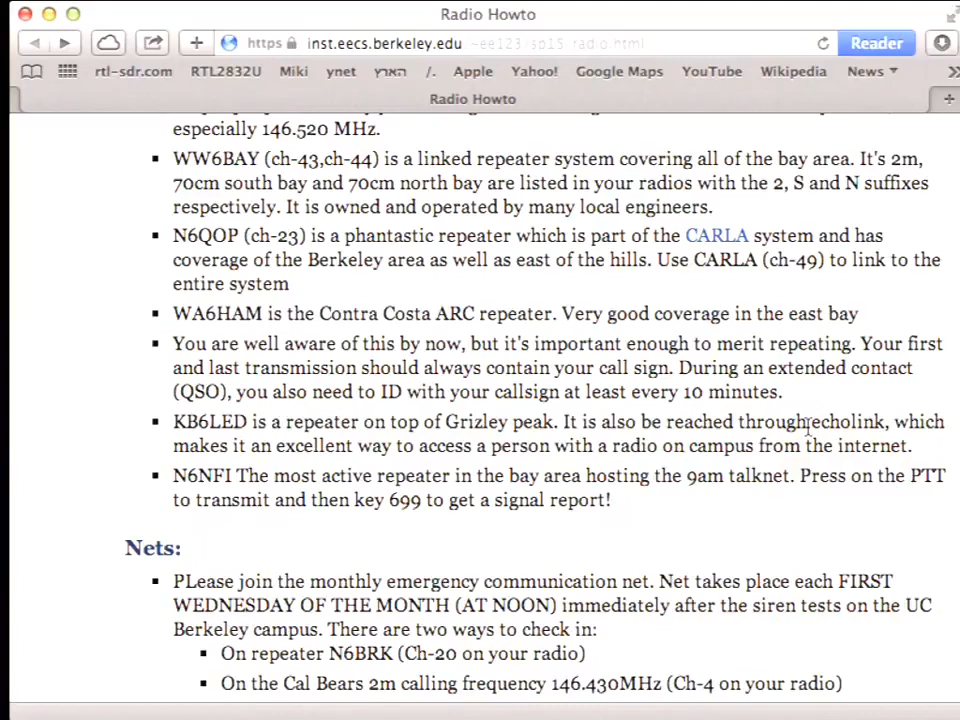 Radio Howto
https inst.eecs.berkeley.edu ~ee123/sp15 radio.html
Reader
rtl-sdr.com RTL2832U Miki ynet הארץ /. Apple Yahoo! Google Maps YouTube Wikipedia News
Radio Howto
especially 146.520 MHz.
WW6BAY (ch-43,ch-44) is a linked repeater system covering all of the bay area. It's 2m,
70cm south bay and 70cm north bay are listed in your radios with the 2, S and N suffixes
respectively. It is owned and operated by many local engineers.
N6QOP (ch-23) is a phantastic repeater which is part of the CARLA system and has
coverage of the Berkeley area as well as east of the hills. Use CARLA (ch-49) to link to the
entire system
WA6HAM is the Contra Costa ARC repeater. Very good coverage in the east bay
You are well aware of this by now, but it's important enough to merit repeating. Your first
and last transmission should always contain your call sign. During an extended contact
(QSO), you also need to ID with your callsign at least every 10 minutes.
KB6LED is a repeater on top of Grizley peak. It is also be reached through echolink, which
makes it an excellent way to access a person with a radio on campus from the internet.
N6NFI The most active repeater in the bay area hosting the 9am talknet. Press on the PTT
to transmit and then key 699 to get a signal report!
Nets:
PLease join the monthly emergency communication net. Net takes place each FIRST
WEDNESDAY OF THE MONTH (AT NOON) immediately after the siren tests on the UC
Berkeley campus. There are two ways to check in:
On repeater N6BRK (Ch-20 on your radio)
On the Cal Bears 2m calling frequency 146.430MHz (Ch-4 on your radio)